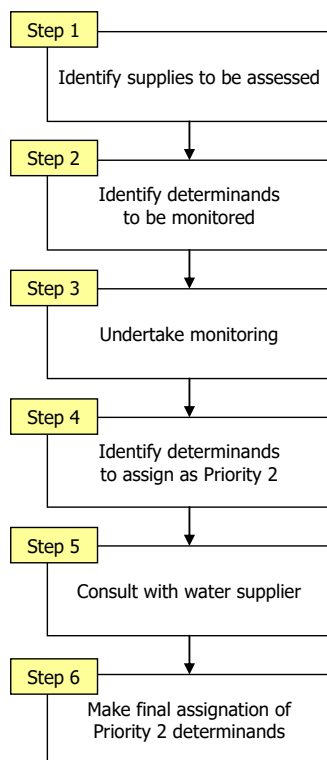 Step 1
Identify supplies to be assessed
Step 2
Identify determinands
to be monitored
Step 3
Undertake monitoring
Step 4
Identify determinands
to assign as Priority 2
Step 5
Consult with water supplier
Step 6
Make final assignation of
Priority 2 determinands